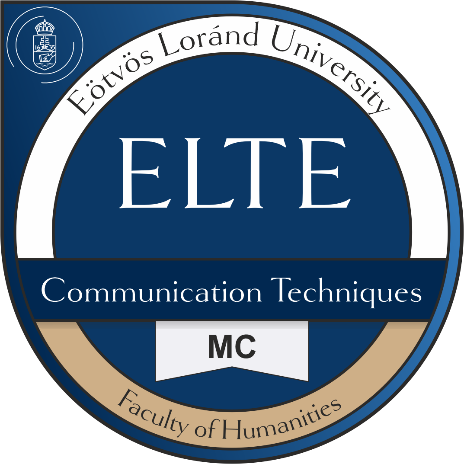 Eötvös Loránd University
ELTE
Communication Techniques
MC
Faculty of Humanities